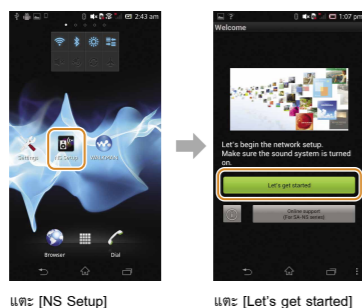 2:43 am
Settings
NS Setup
WALKMAN
Browser
Dial
แตะ [NS Setup]
1:07 pm
Welcome
Let's begin the network setup.
Make sure the sound system is turned
on.
Let's get started
Online support
(For SA-NS series)
แตะ [Let's get started]